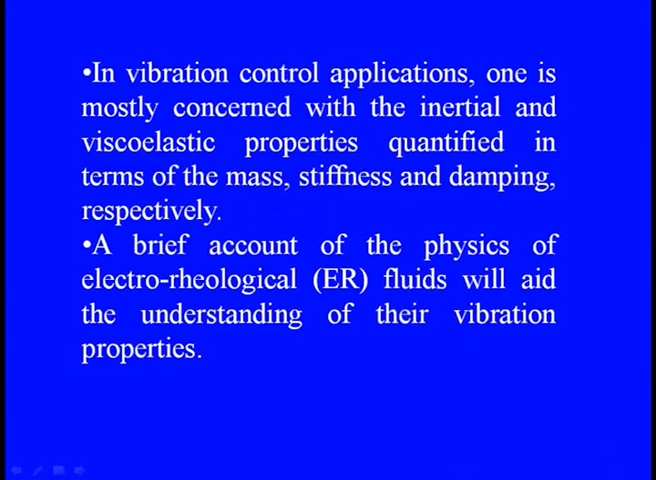 •In vibration control applications, one is
mostly concerned with the inertial and
viscoelastic properties quantified in
terms of the mass, stiffness and damping,
respectively.
•A brief account of the physics of
electro-rheological (ER) fluids will aid
the understanding of their vibration
properties.